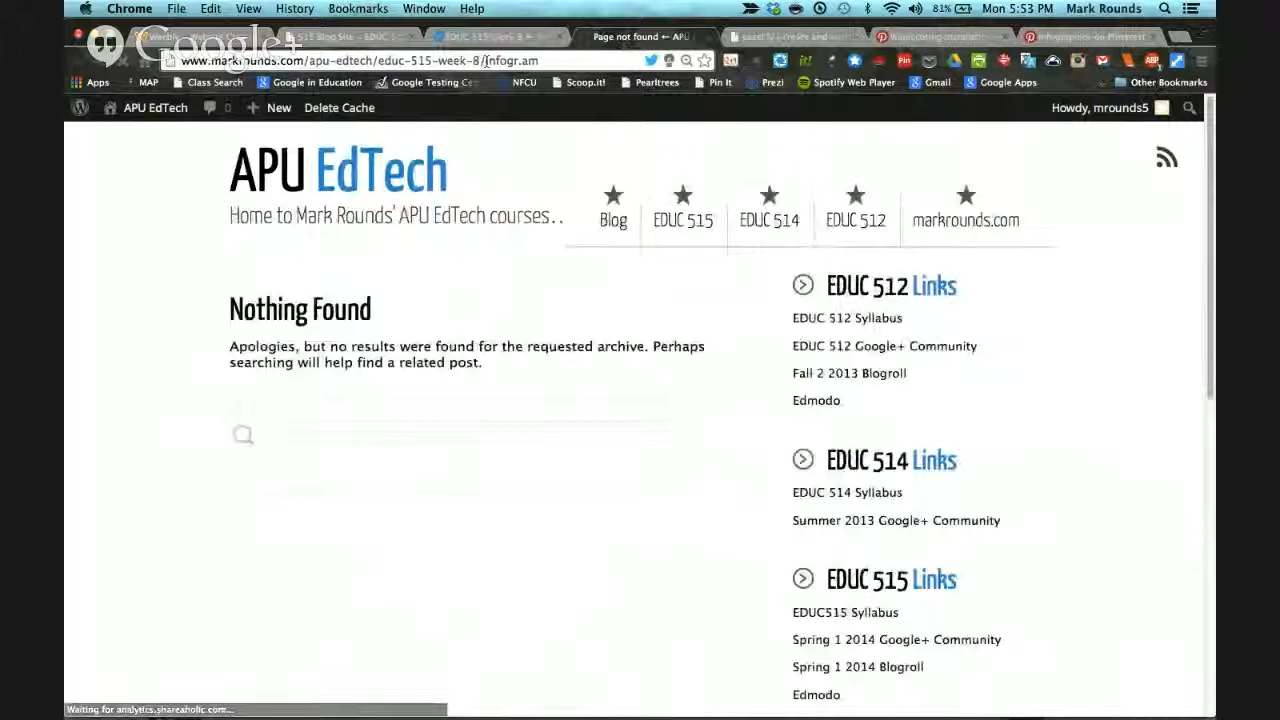 Chrome File Edit View History Bookmarks Window Help 81% Mon 5:53 PM Mark Rounds
Google+
Page not found ← APU
www.markrounds.com/apu-edtech/educ-515-week-8/infogr.am
Apps MAP Class Search Google in Education Google Testing Ce NFCU Scoop.it! Pearltrees Pin It Prezi Spotify Web Player Gmail Google Apps Other Bookmarks
APU EdTech 0 New Delete Cache Howdy, mrounds5
APU EdTech
Home to Mark Rounds' APU EdTech courses…
Blog EDUC 515 EDUC 514 EDUC 512 markrounds.com
Nothing Found
Apologies, but no results were found for the requested archive. Perhaps
searching will help find a related post.
EDUC 512 Links
EDUC 512 Syllabus
EDUC 512 Google+ Community
Fall 2 2013 Blogroll
Edmodo
EDUC 514 Links
EDUC 514 Syllabus
Summer 2013 Google+ Community
EDUC 515 Links
EDUC515 Syllabus
Spring 1 2014 Google+ Community
Spring 1 2014 Blogroll
Edmodo
Waiting for analytics.shareaholic.com...